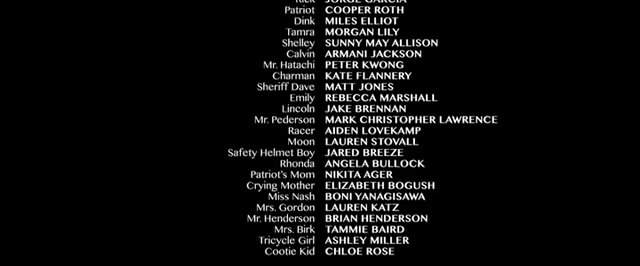 Rick JORGE GARCIA
Patriot COOPER ROTH
Dink MILES ELLIOT
Tamra MORGAN LILY
Shelley SUNNY MAY ALLISON
Calvin ARMANI JACKSON
Mr. Hatachi PETER KWONG
Charman KATE FLANNERY
Sheriff Dave MATT JONES
Emily REBECCA MARSHALL
Lincoln JAKE BRENNAN
Mr. Pederson MARK CHRISTOPHER LAWRENCE
Racer AIDEN LOVEKAMP
Moon LAUREN STOVALL
Safety Helmet Boy JARED BREEZE
Rhonda ANGELA BULLOCK
Patriot's Mom NIKITA AGER
Crying Mother ELIZABETH BOGUSH
Miss Nash BONI YANAGISAWA
Mrs. Gordon LAUREN KATZ
Mr. Henderson BRIAN HENDERSON
Mrs. Birk TAMMIE BAIRD
Tricycle Girl ASHLEY MILLER
Cootie Kid CHLOE ROSE